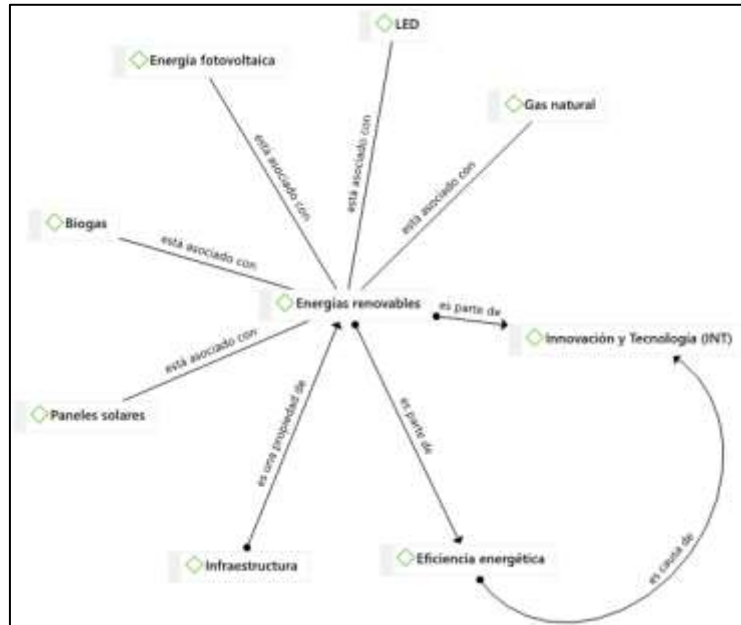 LED
Energía fotovoltaica
Gas natural
está asociado con
está asociado con
está asociado con
Biogas
está asociado con
Energías renovables
es parte de
Innovación y Tecnología (INT)
está asociado con
Paneles solares
es una propiedad de
es parte de
Infraestructura
Eficiencia energética
es causa de